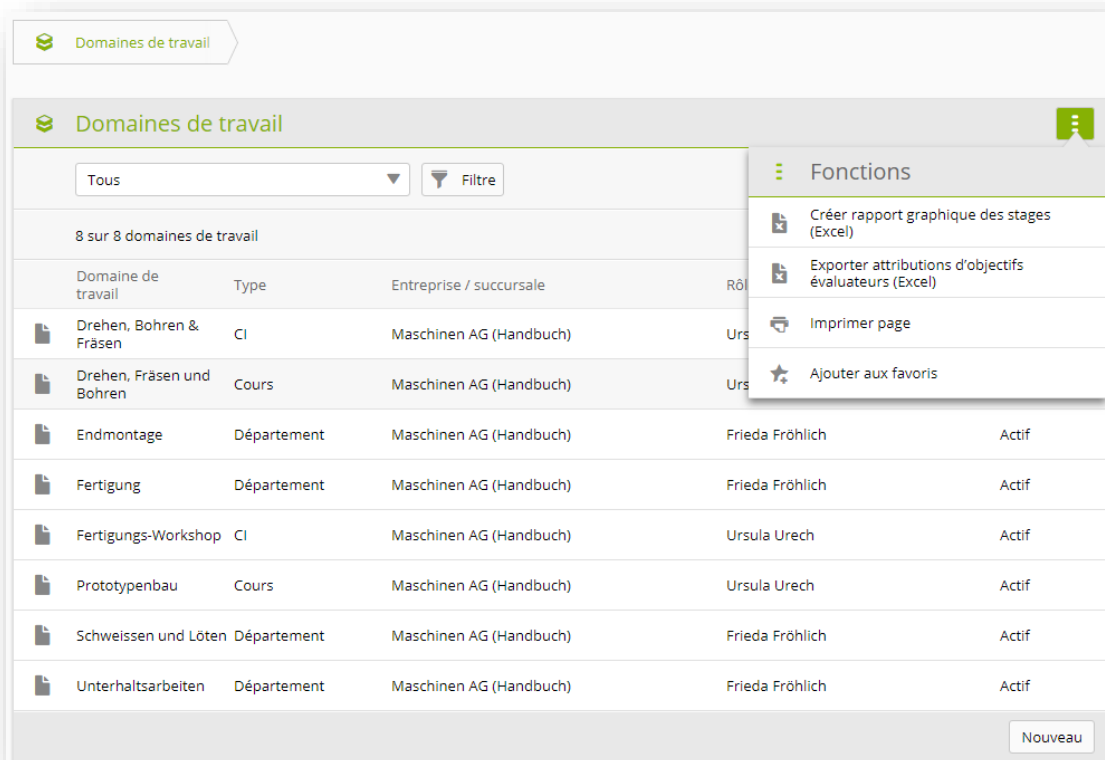 Domaines de travail
Domaines de travail
Tous
Filtre
Fonctions
Créer rapport graphique des stages
(Excel)
Exporter attributions d’objectifs
évaluateurs (Excel)
Imprimer page
Ajouter aux favoris
8 sur 8 domaines de travail
Domaine de
travail
Type Entreprise / succursale
Drehen, Bohren &
Fräsen
CI Maschinen AG (Handbuch)
Drehen, Fräsen und
Bohren
Cours Maschinen AG (Handbuch)
Endmontage Département Maschinen AG (Handbuch) Frieda Fröhlich Actif
Fertigung Département Maschinen AG (Handbuch) Frieda Fröhlich Actif
Fertigungs-Workshop CI Maschinen AG (Handbuch) Ursula Urech Actif
Prototypenbau Cours Maschinen AG (Handbuch) Ursula Urech Actif
Schweissen und Löten Département Maschinen AG (Handbuch) Frieda Fröhlich Actif
Unterhaltsarbeiten Département Maschinen AG (Handbuch) Frieda Fröhlich Actif
Nouveau